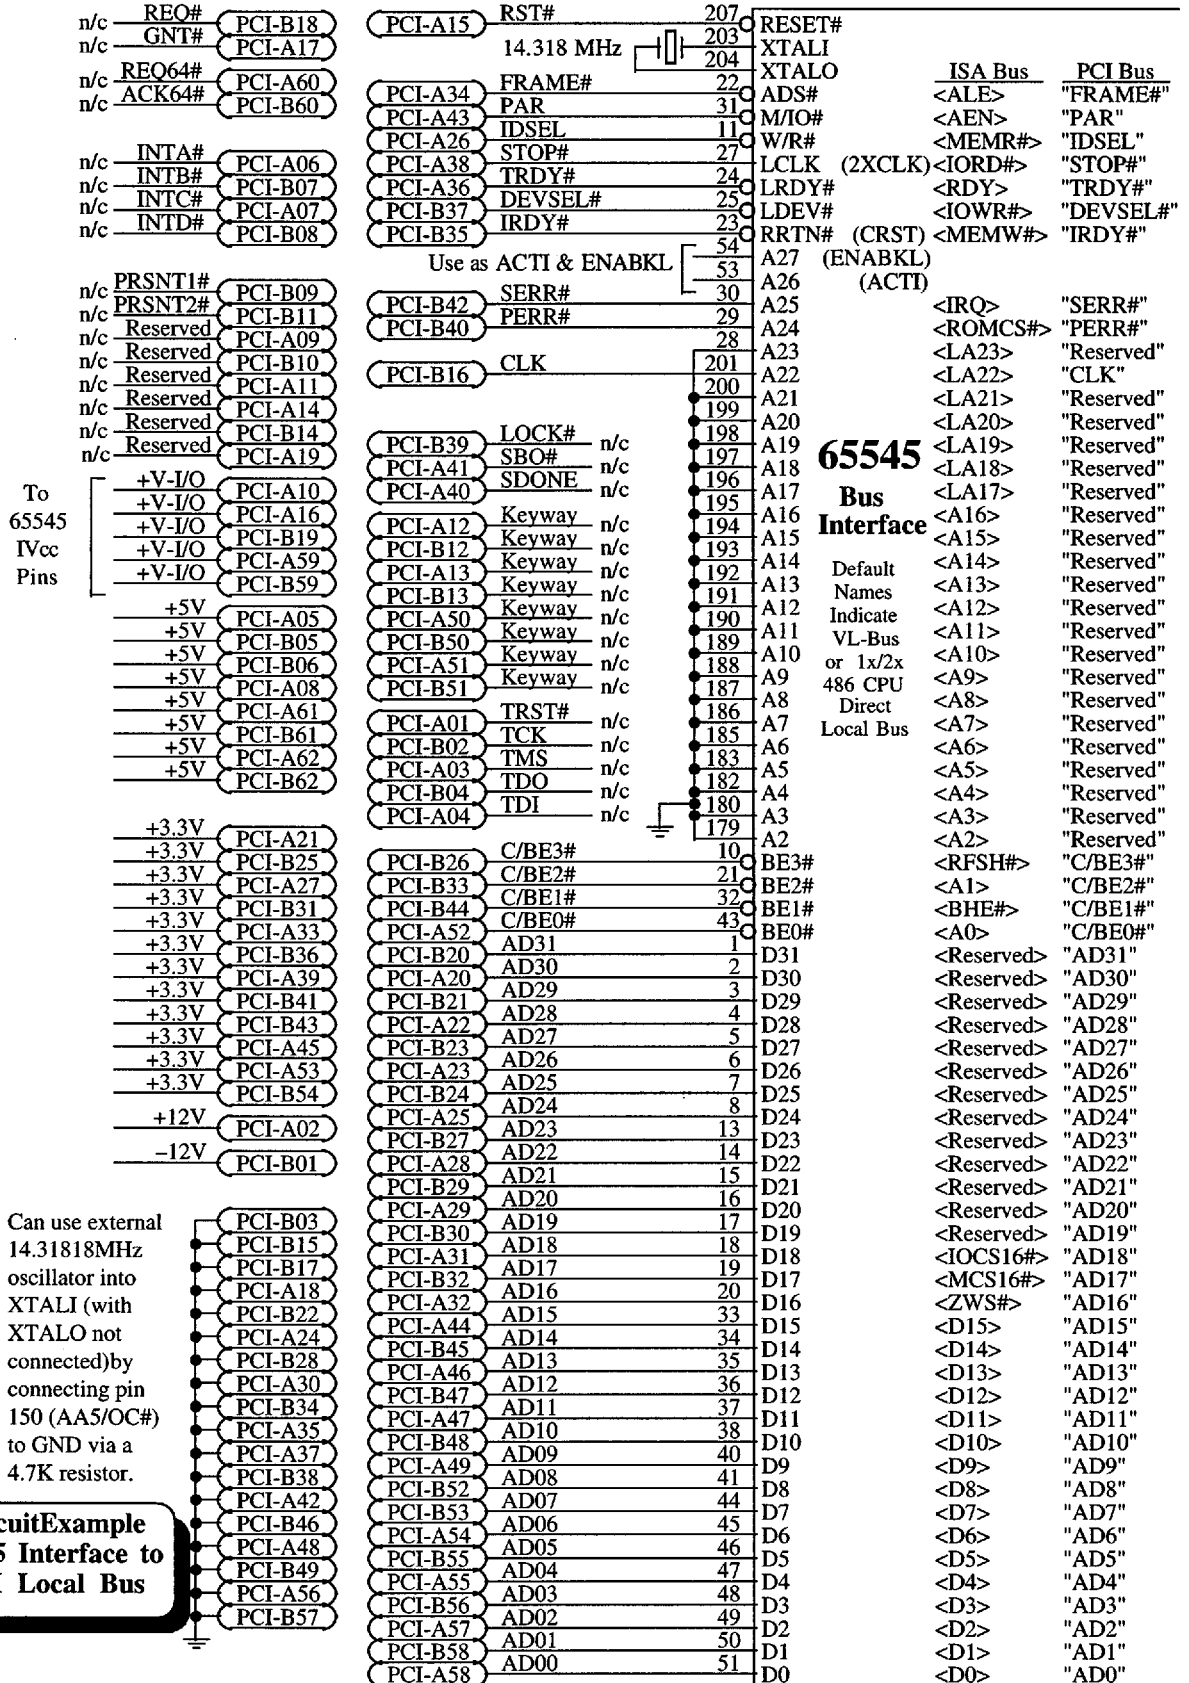 REQ# PCI-B18
n/c
GNT# PCI-A17
n/c
REQ64# PCI-A60
n/c
ACK64# PCI-B60
n/c
INTA# PCI-A06
n/c
INTB# PCI-B07
n/c
INTC# PCI-A07
n/c
INTD# PCI-B08
n/c
PRSNT1# PCI-B09
n/c
PRSNT2# PCI-B11
n/c
Reserved PCI-A09
n/c
Reserved PCI-B10
n/c
Reserved PCI-A11
n/c
Reserved PCI-A14
n/c
Reserved PCI-B14
n/c
Reserved PCI-A19
n/c
To
65545
IVcc
Pins
+V-I/O PCI-A10
+V-I/O PCI-A16
+V-I/O PCI-B19
+V-I/O PCI-A59
+V-I/O PCI-B59
+5V PCI-A05
+5V PCI-B05
+5V PCI-B06
+5V PCI-A08
+5V PCI-A61
+5V PCI-B61
+5V PCI-A62
+5V PCI-B62
+3.3V PCI-A21
+3.3V PCI-B25
+3.3V PCI-A27
+3.3V PCI-B31
+3.3V PCI-A33
+3.3V PCI-B36
+3.3V PCI-A39
+3.3V PCI-B41
+3.3V PCI-B43
+3.3V PCI-A45
+3.3V PCI-A53
+3.3V PCI-B54
+12V PCI-A02
–12V PCI-B01
Can use external
14.31818MHz
oscillator into
XTALI (with
XTALO not
connected)by
connecting pin
150 (AA5/OC#)
to GND via a
4.7K resistor.
PCI-B03
PCI-B15
PCI-B17
PCI-A18
PCI-B22
PCI-A24
PCI-B28
PCI-A30
PCI-B34
PCI-A35
PCI-A37
PCI-B38
PCI-A42
PCI-B46
PCI-A48
PCI-B49
PCI-A56
PCI-B57
cuitExample
5 Interface to
I Local Bus
PCI-A15 RST# 207 RESET#
14.318 MHz 203 XTALI
204 XTALO
ISA Bus PCI Bus
PCI-A34 FRAME# 22 ADS# <ALE> "FRAME#"
PCI-A43 PAR 31 M/IO# <AEN> "PAR"
PCI-A26 IDSEL 11 W/R# <MEMR#> "IDSEL"
PCI-A38 STOP# 27 LCLK (2XCLK) <IORD#> "STOP#"
PCI-A36 TRDY# 24 LRDY# <RDY> "TRDY#"
PCI-B37 DEVSEL# 25 LDEV# <IOWR#> "DEVSEL#"
PCI-B35 IRDY# 23 RRTN# (CRST) <MEMW#> "IRDY#"
Use as ACTI & ENABKL
54 A27 (ENABKL)
53 A26 (ACTI)
PCI-B42 SERR# 30 A25 <IRQ> "SERR#"
PCI-B40 PERR# 29 A24 <ROMCS#> "PERR#"
28 A23 <LA23> "Reserved"
PCI-B16 CLK 201 A22 <LA22> "CLK"
200 A21 <LA21> "Reserved"
199 A20 <LA20> "Reserved"
PCI-B39 LOCK# n/c 198 A19 <LA19> "Reserved"
PCI-A41 SBO# n/c 197 A18 <LA18> "Reserved"
PCI-A40 SDONE n/c 196 A17 <LA17> "Reserved"
195 A16 <A16> "Reserved"
PCI-A12 Keyway n/c 194 A15 <A15> "Reserved"
PCI-B12 Keyway n/c 193 A14 <A14> "Reserved"
PCI-A13 Keyway n/c 192 A13 <A13> "Reserved"
PCI-B13 Keyway n/c 191 A12 <A12> "Reserved"
PCI-A50 Keyway n/c 190 A11 <A11> "Reserved"
PCI-B50 Keyway n/c 189 A10 <A10> "Reserved"
PCI-A51 Keyway n/c 188 A9 <A9> "Reserved"
PCI-B51 Keyway n/c 187 A8 <A8> "Reserved"
PCI-A01 TRST# n/c 186 A7 <A7> "Reserved"
PCI-B02 TCK n/c 185 A6 <A6> "Reserved"
PCI-A03 TMS n/c 183 A5 <A5> "Reserved"
PCI-B04 TDO n/c 182 A4 <A4> "Reserved"
PCI-A04 TDI n/c 180 A3 <A3> "Reserved"
179 A2 <A2> "Reserved"
65545
Bus
Interface
Default
Names
Indicate
VL-Bus
or 1x/2x
486 CPU
Direct
Local Bus
PCI-B26 C/BE3# 10 BE3# <RFSH#> "C/BE3#"
PCI-B33 C/BE2# 21 BE2# <A1> "C/BE2#"
PCI-B44 C/BE1# 32 BE1# <BHE#> "C/BE1#"
PCI-A52 C/BE0# 43 BE0# <A0> "C/BE0#"
PCI-B20 AD31 1 D31 <Reserved> "AD31"
PCI-A20 AD30 2 D30 <Reserved> "AD30"
PCI-B21 AD29 3 D29 <Reserved> "AD29"
PCI-A22 AD28 4 D28 <Reserved> "AD28"
PCI-B23 AD27 5 D27 <Reserved> "AD27"
PCI-A23 AD26 6 D26 <Reserved> "AD26"
PCI-B24 AD25 7 D25 <Reserved> "AD25"
PCI-A25 AD24 8 D24 <Reserved> "AD24"
PCI-B27 AD23 13 D23 <Reserved> "AD23"
PCI-A28 AD22 14 D22 <Reserved> "AD22"
PCI-B29 AD21 15 D21 <Reserved> "AD21"
PCI-A29 AD20 16 D20 <Reserved> "AD20"
PCI-B30 AD19 17 D19 <Reserved> "AD19"
PCI-A31 AD18 18 D18 <IOCS16#> "AD18"
PCI-B32 AD17 19 D17 <MCS16#> "AD17"
PCI-A32 AD16 20 D16 <ZWS#> "AD16"
PCI-A44 AD15 33 D15 <D15> "AD15"
PCI-B45 AD14 34 D14 <D14> "AD14"
PCI-A46 AD13 35 D13 <D13> "AD13"
PCI-B47 AD12 36 D12 <D12> "AD12"
PCI-A47 AD11 37 D11 <D11> "AD11"
PCI-B48 AD10 38 D10 <D10> "AD10"
PCI-A49 AD09 40 D9 <D9> "AD9"
PCI-B52 AD08 41 D8 <D8> "AD8"
PCI-B53 AD07 44 D7 <D7> "AD7"
PCI-A54 AD06 45 D6 <D6> "AD6"
PCI-B55 AD05 46 D5 <D5> "AD5"
PCI-A55 AD04 47 D4 <D4> "AD4"
PCI-B56 AD03 48 D3 <D3> "AD3"
PCI-A57 AD02 49 D2 <D2> "AD2"
PCI-B58 AD01 50 D1 <D1> "AD1"
PCI-A58 AD00 51 D0 <D0> "AD0"